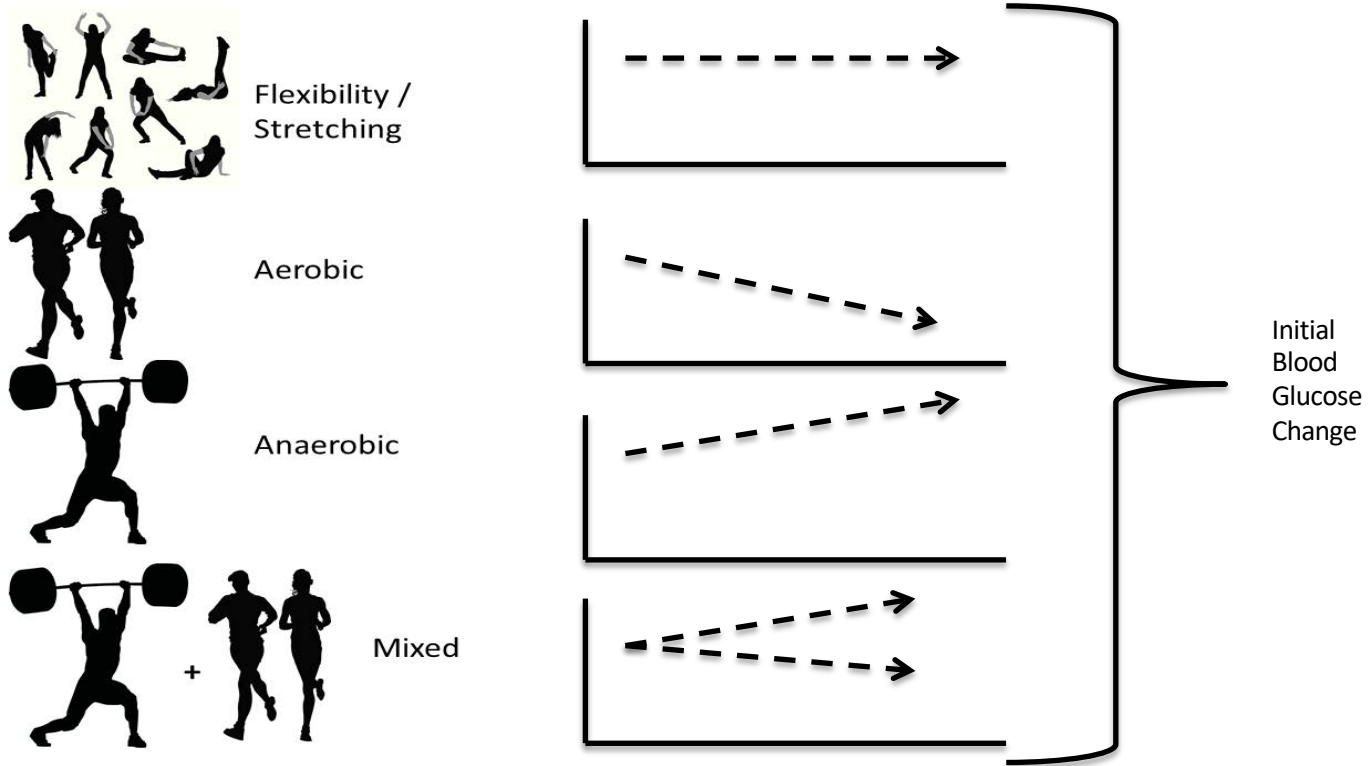 Flexibility /
Stretching
Aerobic
Anaerobic
+
Mixed
Initial
Blood
Glucose
Change